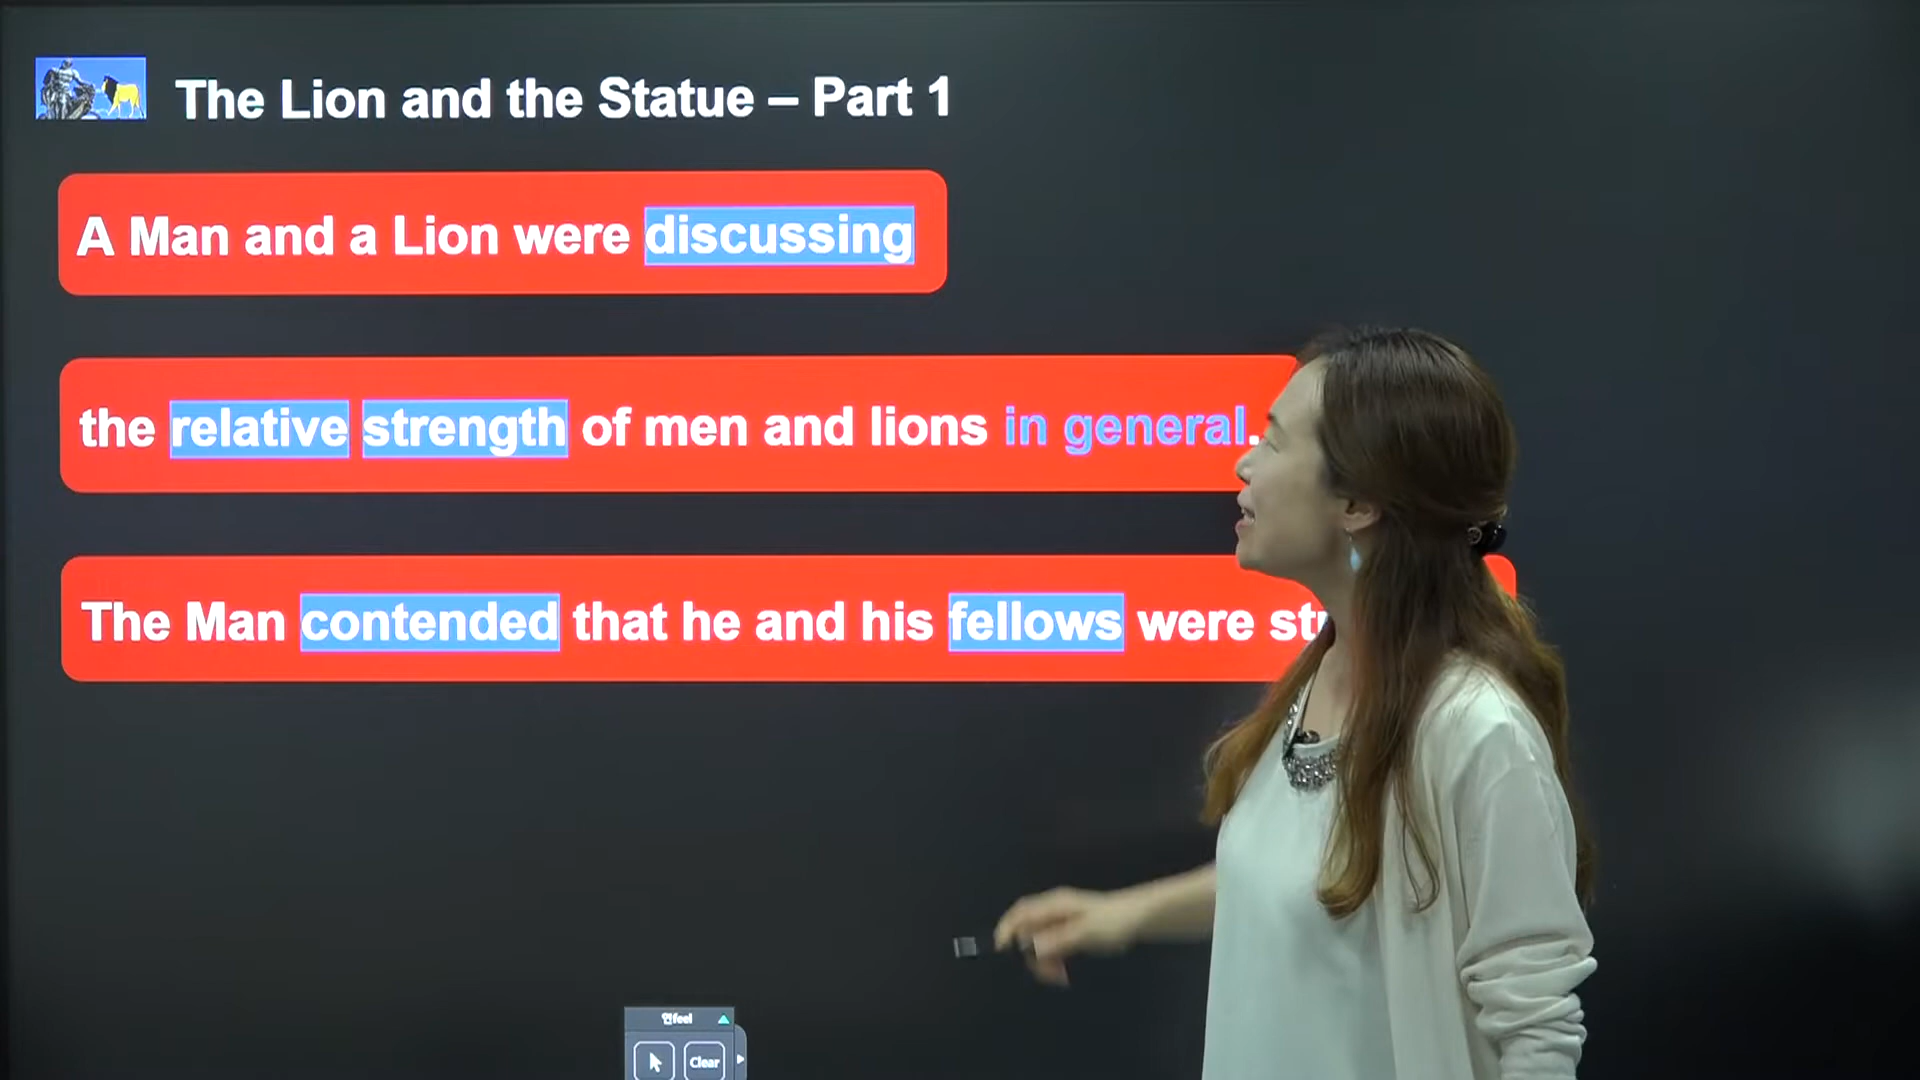 The Lion and the Statue – Part 1
A Man and a Lion were discussing
the relative strength of men and lions in general.
The Man contended that he and his fellows were
feel
Clear